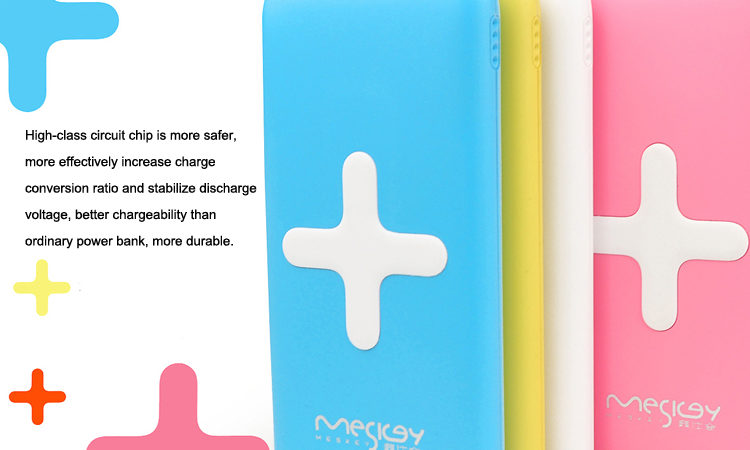 High-class circuit chip is more safer,
more effectively increase charge
conversion ratio and stabilize discharge
voltage, better chargeability than
ordinary power bank, more durable.
mesicey
MESKEY
mesicey